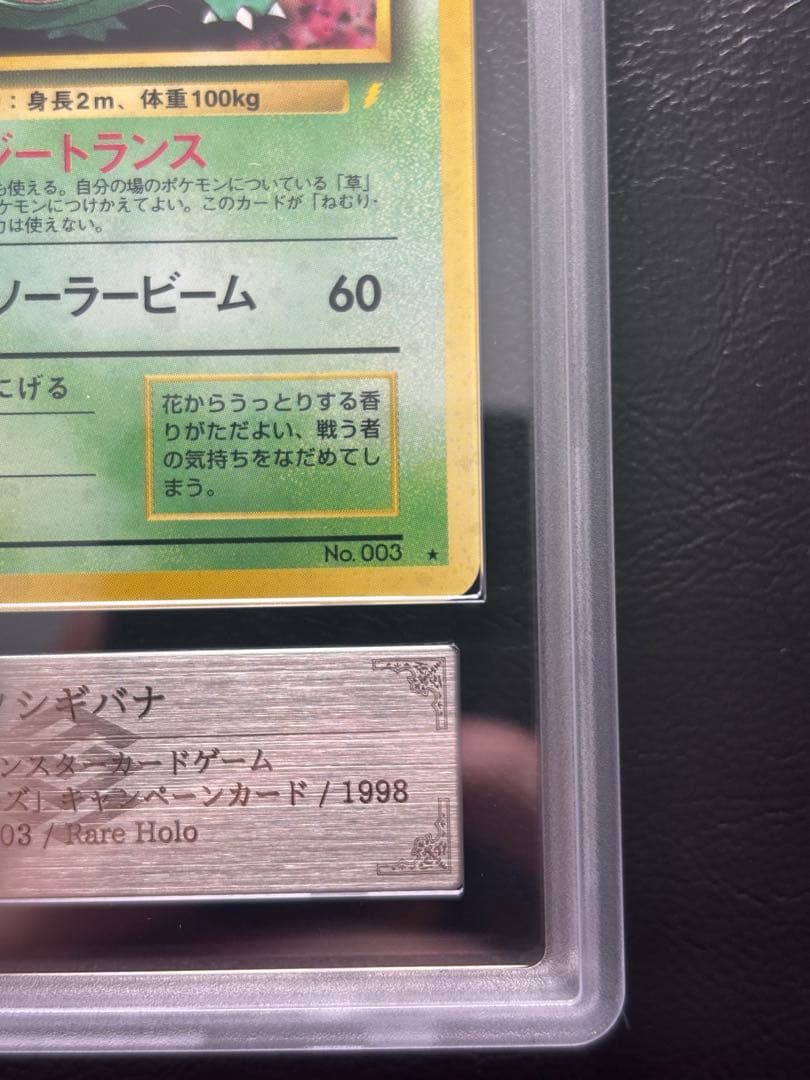 ：身長2m、体重100kg
ジートランス
も使える。自分の場のポケモンについている「草」
ケモンにつけかえてよい。このカードが「ねむり・
は使えない。
ソーラービーム 60
にげる
花からうっとりする香
りがただよい、戦う者
の気持ちをなだめてし
まう。
No. 003 ★
シギバナ
ンスターカードゲーム
ズ」キャンペーンカード / 1998
03 / Rare Holo